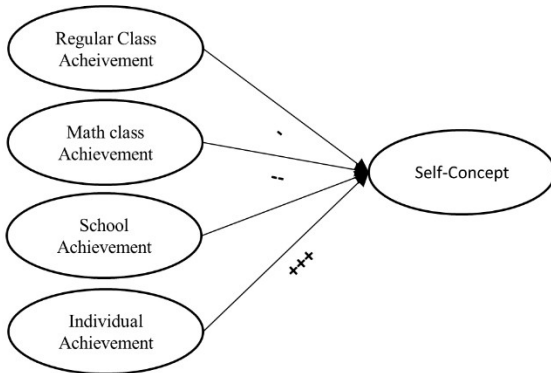 Regular Class
Acheivement
-
Math class
Achievement
--
Self-Concept
School
Achievement
+++
Individual
Achievement